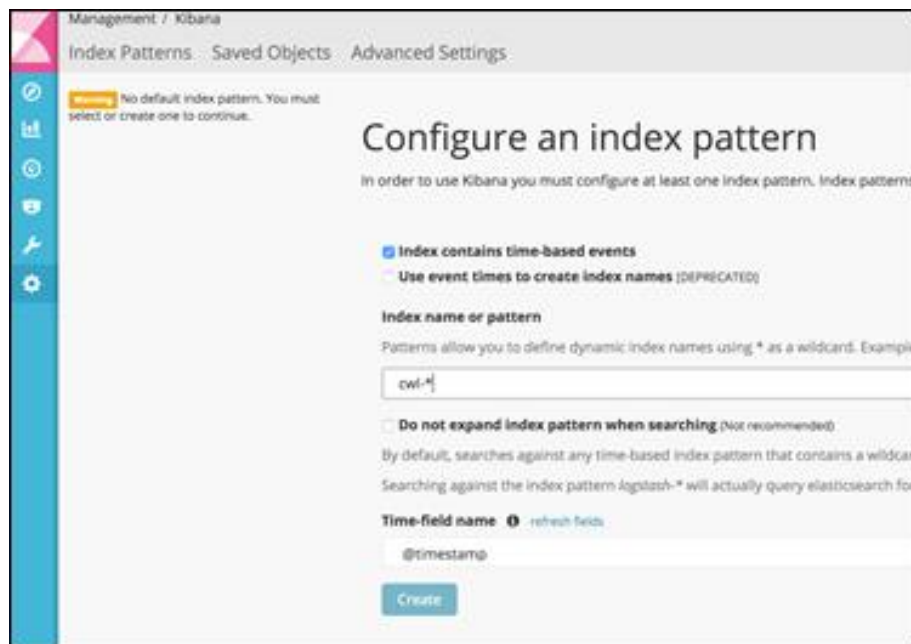 Management / Kibana
Index Patterns Saved Objects Advanced Settings
Warning No default index pattern. You must
select or create one to continue.
Configure an index pattern
In order to use Kibana you must configure at least one index pattern. Index patterns
Index contains time-based events
Use event times to create index names [DEPRECATED]
Index name or pattern
Patterns allow you to define dynamic index names using * as a wildcard. Example
cwl-*
Do not expand index pattern when searching (Not recommended)
By default, searches against any time-based index pattern that contains a wildcar
Searching against the index pattern logstash-* will actually query elasticsearch fo
Time-field name refresh fields
@timestamp
Create